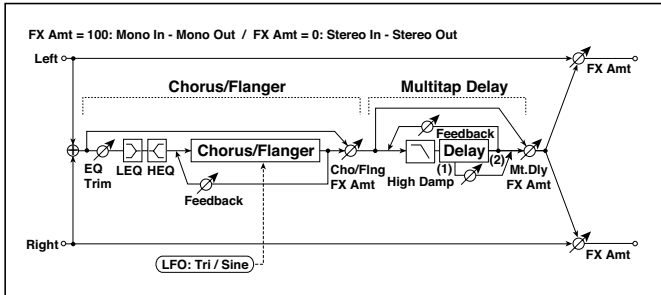 FX Amt = 100: Mono In - Mono Out / FX Amt = 0: Stereo In - Stereo Out
Left
FX Amt
Chorus/Flanger
Multitap Delay
Feedback
Chorus/Flanger
Delay
EQ
Trim
LEQ
HEQ
Cho/Flng
FX Amt
High Damp
(1)
(2)
Mt.Dly
FX Amt
Feedback
Right
FX Amt
LFO: Tri / Sine